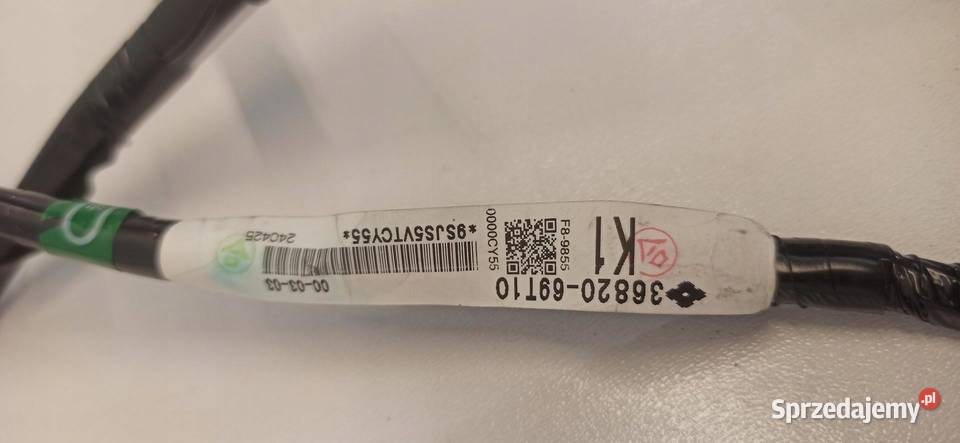 36820-69T10
K1
F8-9855
0000CY55
*9SJS5VTCY55*
00-03-03
240425
Sprzedajemy.pl